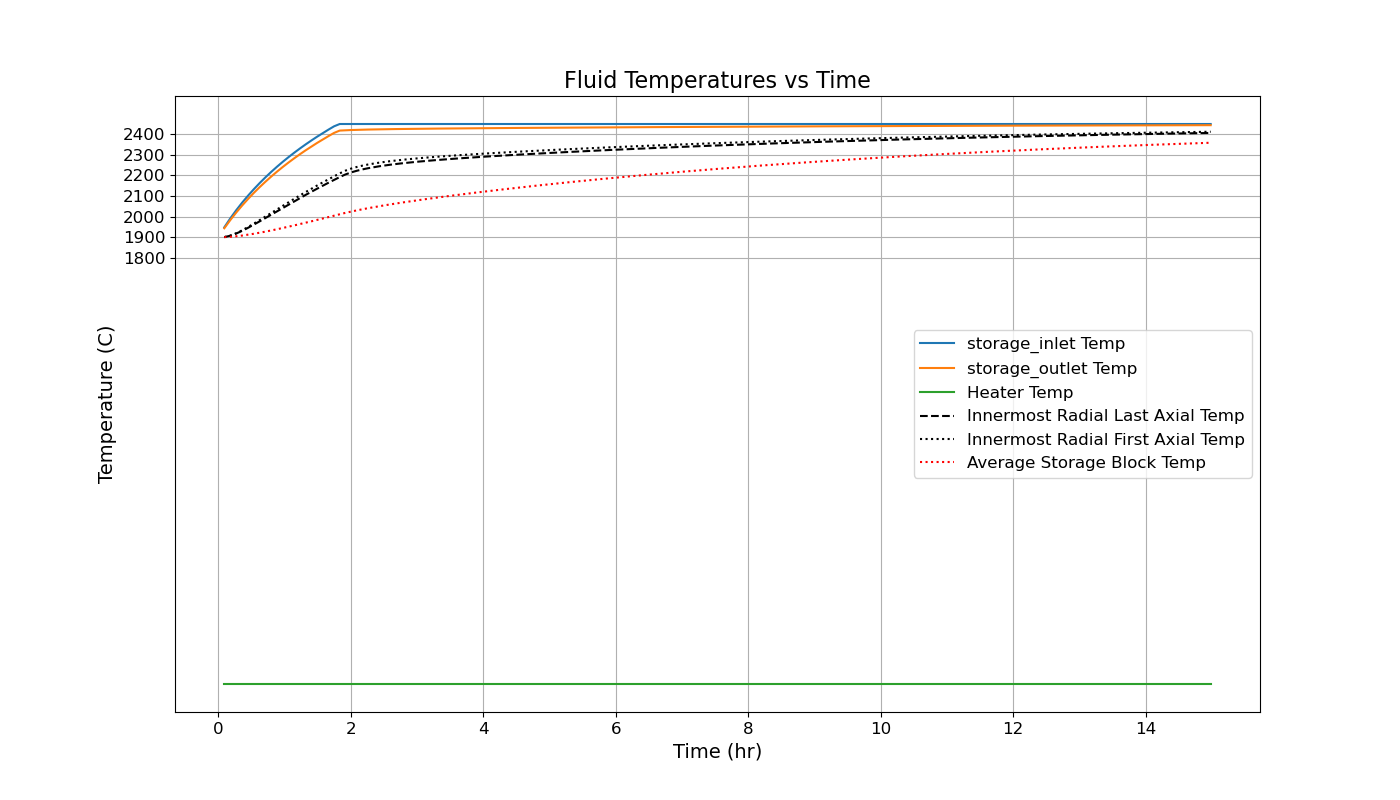 Fluid Temperatures vs Time
2400
2300
2200
2100
2000
1900
1800
Temperature (C)
storage_inlet Temp
storage_outlet Temp
Heater Temp
Innermost Radial Last Axial Temp
Innermost Radial First Axial Temp
Average Storage Block Temp
0 2 4 6 8 10 12 14
Time (hr)